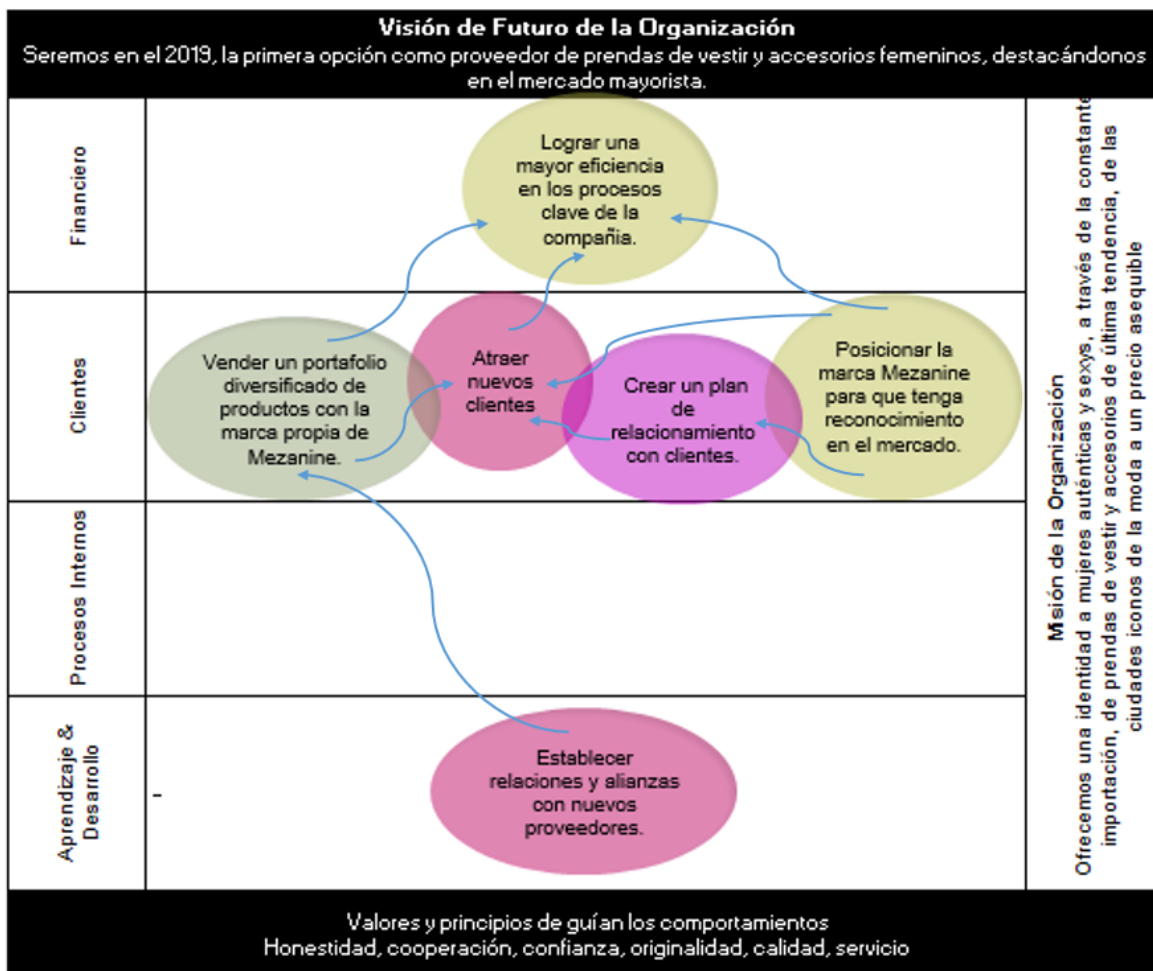 Visión de Futuro de la Organización
Seremos en el 2019, la primera opción como proveedor de prendas de vestir y accesorios femeninos, destacándonos
en el mercado mayorista.
Financiero
Lograr una
mayor eficiencia
en los procesos
clave de la
compañia.
Clientes
Vender un portafolio
diversificado de
productos con la
marca propia de
Mezanine.
Atraer
nuevos
clientes
Crear un plan
de
relacionamiento
con clientes.
Posicionar la
marca Mezanine
para que tenga
reconocimiento
en el mercado.
Procesos Internos
Aprendizaje &
Desarrollo
-
Establecer
relaciones y alianzas
con nuevos
proveedores.
Misión de la Organización
Ofrecemos una identidad a mujeres auténticas y sexys, a través de la constante
importación, de prendas de vestir y accesorios de última tendencia, de las
ciudades iconos de la moda a un precio asequible
Valores y principios de guían los comportamientos
Honestidad, cooperación, confianza, originalidad, calidad, servicio